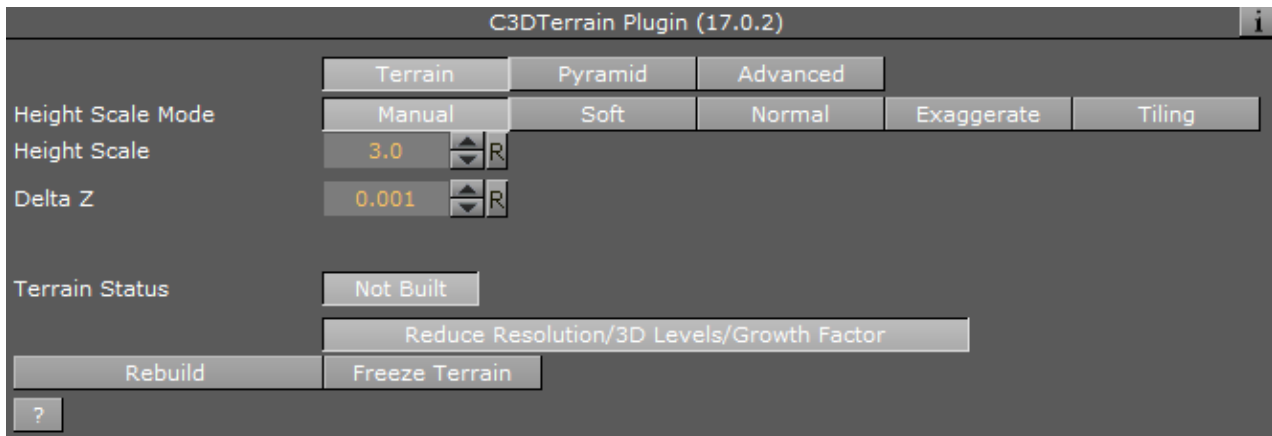 C3DTerrain Plugin (17.0.2) i
Terrain Pyramid Advanced
Height Scale Mode Manual Soft Normal Exaggerate Tiling
Height Scale 3.0 R
Delta Z 0.001 R
Terrain Status Not Built
Reduce Resolution/3D Levels/Growth Factor
Rebuild Freeze Terrain
?